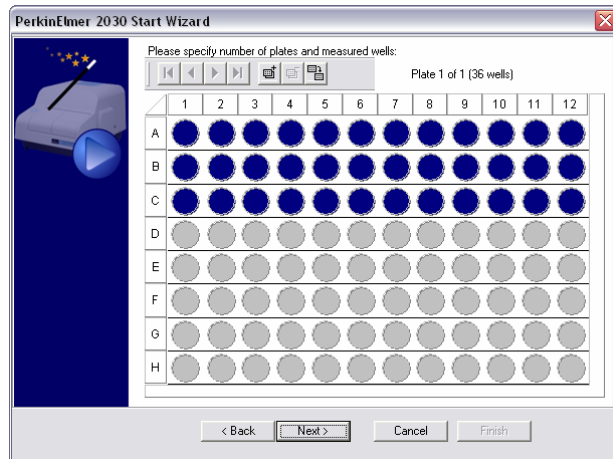 PerkinElmer 2030 Start Wizard
Please specify number of plates and measured wells:
Plate 1 of 1 (36 wells)
1 2 3 4 5 6 7 8 9 10 11 12
A
B
C
D
E
F
G
H
< Back Next > Cancel Finish